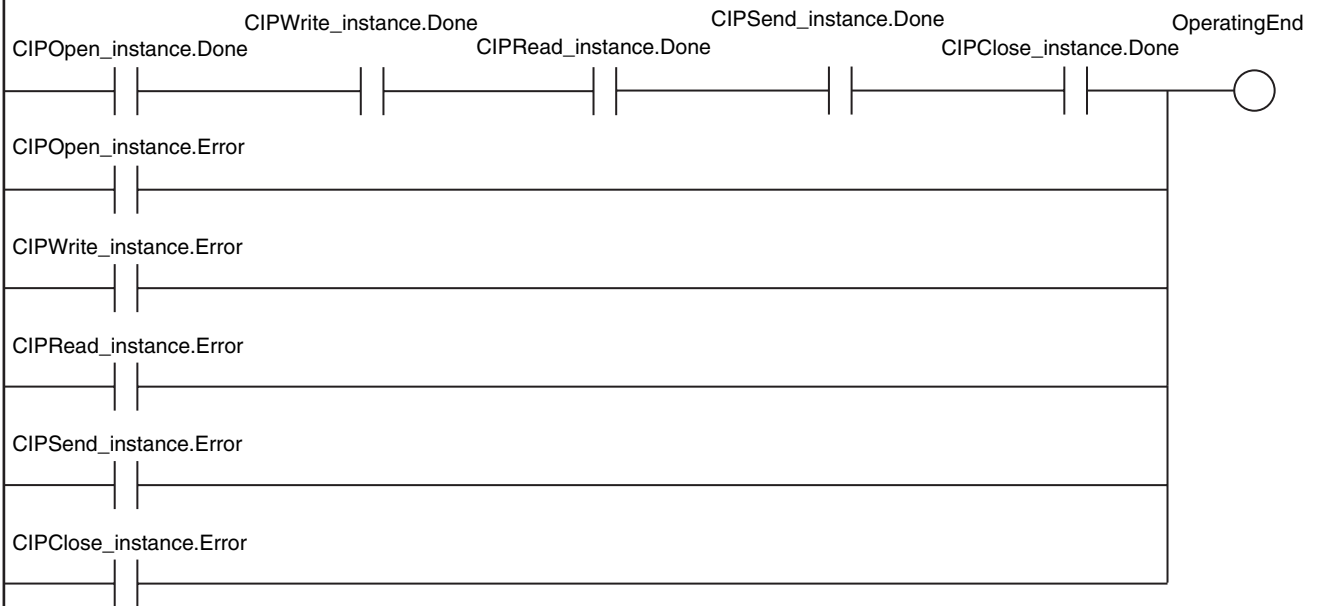 CIPOpen_instance.Done
CIPWrite_instance.Done
CIPRead_instance.Done
CIPSend_instance.Done
CIPClose_instance.Done
OperatingEnd
CIPOpen_instance.Error
CIPWrite_instance.Error
CIPRead_instance.Error
CIPSend_instance.Error
CIPClose_instance.Error